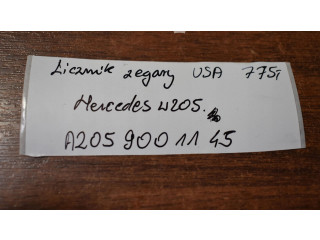 Licznik zegary USA 775,
Mercedes W205.
A205 900 11 45